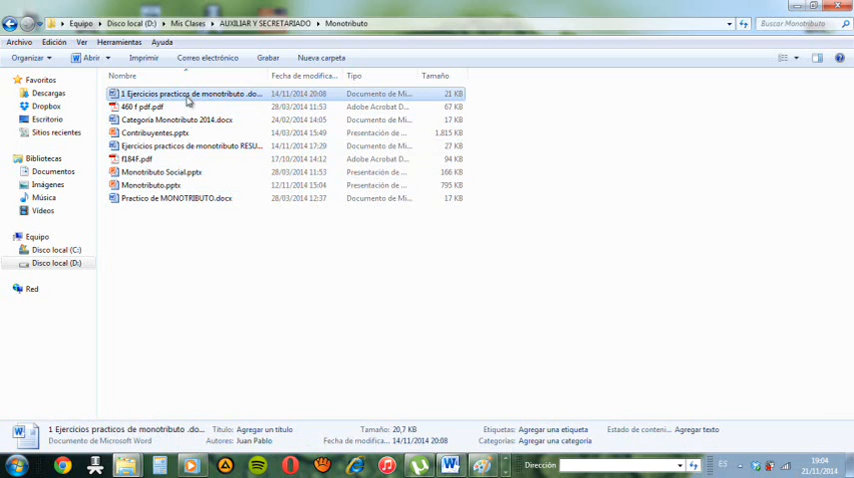 Equipo ▸ Disco local (D:) ▸ Mis Clases ▸ AUXILIAR Y SECRETARIADO ▸ Monotributo
Buscar Monotributo
Archivo Edición Ver Herramientas Ayuda
Organizar Abrir Imprimir Correo electrónico Grabar Nueva carpeta
Nombre Fecha de modifica... Tipo Tamaño
Favoritos
Descargas
Dropbox
Escritorio
Sitios recientes
Bibliotecas
Documentos
Imágenes
Música
Vídeos
Equipo
Disco local (C:)
Disco local (D:)
Red
1 Ejercicios practicos de monotributo .do... 14/11/2014 20:08 Documento de Mi... 21 KB
460 f pdf.pdf 28/03/2014 11:53 Adobe Acrobat D... 67 KB
Categoria Monotributo 2014.docx 24/02/2014 14:05 Documento de Mi... 17 KB
Contribuyentes.pptx 14/03/2014 15:49 Presentación de ... 1.815 KB
Ejercicios practicos de monotributo RESU... 14/11/2014 17:29 Documento de Mi... 27 KB
f184F.pdf 17/10/2014 14:12 Adobe Acrobat D... 94 KB
Monotributo Social.pptx 28/03/2014 11:53 Presentación de ... 166 KB
Monotributo.pptx 12/11/2014 15:04 Presentación de ... 795 KB
Practico de MONOTRIBUTO.docx 28/03/2014 12:37 Documento de Mi... 17 KB
1 Ejercicios practicos de monotributo .do... Título: Agregar un título Tamaño: 20,7 KB Etiquetas: Agregar una etiqueta Estado de conteni... Agregar texto
Documento de Microsoft Word Autores: Juan Pablo Fecha de modifica... 14/11/2014 20:08 Categorías: Agregar una categoría
Dirección
ES
19:04
21/11/2014